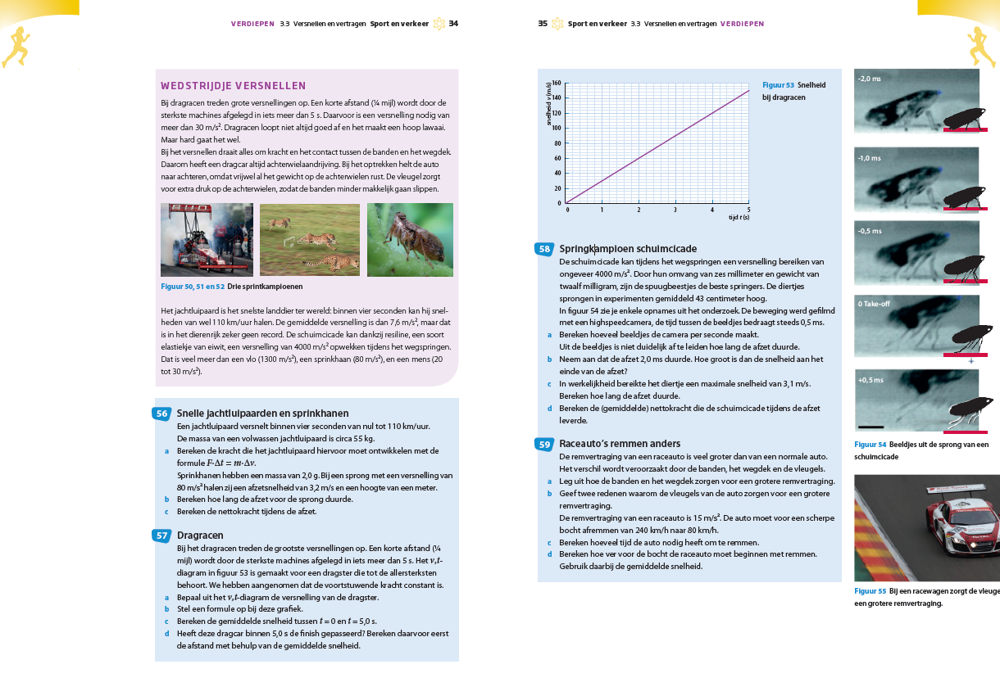 VERDIEPEN 3.3 Versnellen en vertragen Sport en verkeer 34
WEDSTRIJDJE VERSNELLEN
Bij dragracen treden grote versnellingen op. Een korte afstand (¼ mijl) wordt door de
sterkste machines afgelegd in iets meer dan 5 s. Daarvoor is een versnelling nodig van
meer dan 30 m/s². Dragracen loopt niet altijd goed af en het maakt een hoop lawaai.
Maar hard gaat het wel.
Bij het versnellen draait alles om kracht en het contact tussen de banden en het wegdek.
Daarom heeft een dragcar altijd achterwielaandrijving. Bij het optrekken helt de auto
naar achteren, omdat vrijwel al het gewicht op de achterwielen rust. De vleugel zorgt
voor extra druk op de achterwielen, zodat de banden minder makkelijk gaan slippen.
Figuur 50, 51 en 52 Drie sprintkampioenen
Het jachtluipaard is het snelste landdier ter wereld: binnen vier seconden kan hij snel-
heden van wel 110 km/uur halen. De gemiddelde versnelling is dan 7,6 m/s², maar dat
is in het dierenrijk zeker geen record. De schuimcicade kan dankzij resiline, een soort
elastiekje van eiwit, een versnelling van 4000 m/s² opwekken tijdens het wegspringen.
Dat is veel meer dan een vlo (1300 m/s²), een sprinkhaan (80 m/s²), en een mens (20
tot 30 m/s²).
56 Snelle jachtluipaarden en sprinkhanen
Een jachtluipaard versnelt binnen vier seconden van nul tot 110 km/uur.
De massa van een volwassen jachtluipaard is circa 55 kg.
a Bereken de kracht die het jachtluipaard hiervoor moet ontwikkelen met de
formule F·Δt = m·Δv.
Sprinkhanen hebben een massa van 2,0 g. Bij een sprong met een versnelling van
80 m/s² halen zij een afzetsnelheid van 3,2 m/s en een hoogte van een meter.
b Bereken hoe lang de afzet voor de sprong duurde.
c Bereken de nettokracht tijdens de afzet.
57 Dragracen
Bij het dragracen treden de grootste versnellingen op. Een korte afstand (¼
mijl) wordt door de sterkste machines afgelegd in iets meer dan 5 s. Het v,t-
diagram in figuur 53 is gemaakt voor een dragster die tot de allersterksten
behoort. We hebben aangenomen dat de voortstuwende kracht constant is.
a Bepaal uit het v,t-diagram de versnelling van de dragster.
b Stel een formule op bij deze grafiek.
c Bereken de gemiddelde snelheid tussen t = 0 en t = 5,0 s.
d Heeft deze dragcar binnen 5,0 s de finish gepasseerd? Bereken daarvoor eerst
de afstand met behulp van de gemiddelde snelheid.
35 Sport en verkeer 3.3 Versnellen en vertragen VERDIEPEN
snelheid v (m/s)
160
140
120
100
80
60
40
20
0
0 1 2 3 4 5
tijd t (s)
Figuur 53 Snelheid
bij dragracen
58 Springkampioen schuimcicade
De schuimcicade kan tijdens het wegspringen een versnelling bereiken van
ongeveer 4000 m/s². Door hun omvang van zes millimeter en gewicht van
twaalf milligram, zijn de spuugbeestjes de beste springers. De diertjes
sprongen in experimenten gemiddeld 43 centimeter hoog.
In figuur 54 zie je enkele opnames uit het onderzoek. De beweging werd gefilmd
met een highspeedcamera, de tijd tussen de beeldjes bedraagt steeds 0,5 ms.
a Bereken hoeveel beeldjes de camera per seconde maakt.
Uit de beeldjes is niet duidelijk af te leiden hoe lang de afzet duurde.
b Neem aan dat de afzet 2,0 ms duurde. Hoe groot is dan de snelheid aan het
einde van de afzet?
c In werkelijkheid bereikte het diertje een maximale snelheid van 3,1 m/s.
Bereken hoe lang de afzet duurde.
d Bereken de (gemiddelde) nettokracht die de schuimcicade tijdens de afzet
leverde.
59 Raceauto's remmen anders
De remvertraging van een raceauto is veel groter dan van een normale auto.
Het verschil wordt veroorzaakt door de banden, het wegdek en de vleugels.
a Leg uit hoe de banden en het wegdek zorgen voor een grotere remvertraging.
b Geef twee redenen waarom de vleugels van de auto zorgen voor een grotere
remvertraging.
De remvertraging van een raceauto is 15 m/s². De auto moet voor een scherpe
bocht afremmen van 240 km/h naar 80 km/h.
c Bereken hoeveel tijd de auto nodig heeft om te remmen.
d Bereken hoe ver voor de bocht de raceauto moet beginnen met remmen.
Gebruik daarbij de gemiddelde snelheid.
-2,0 ms
-1,0 ms
-0,5 ms
0 Take-off
+0,5 ms
Figuur 54 Beeldjes uit de sprong van een
schuimcicade
Figuur 55 Bij een racewagen zorgt de vleuge
een grotere remvertraging.